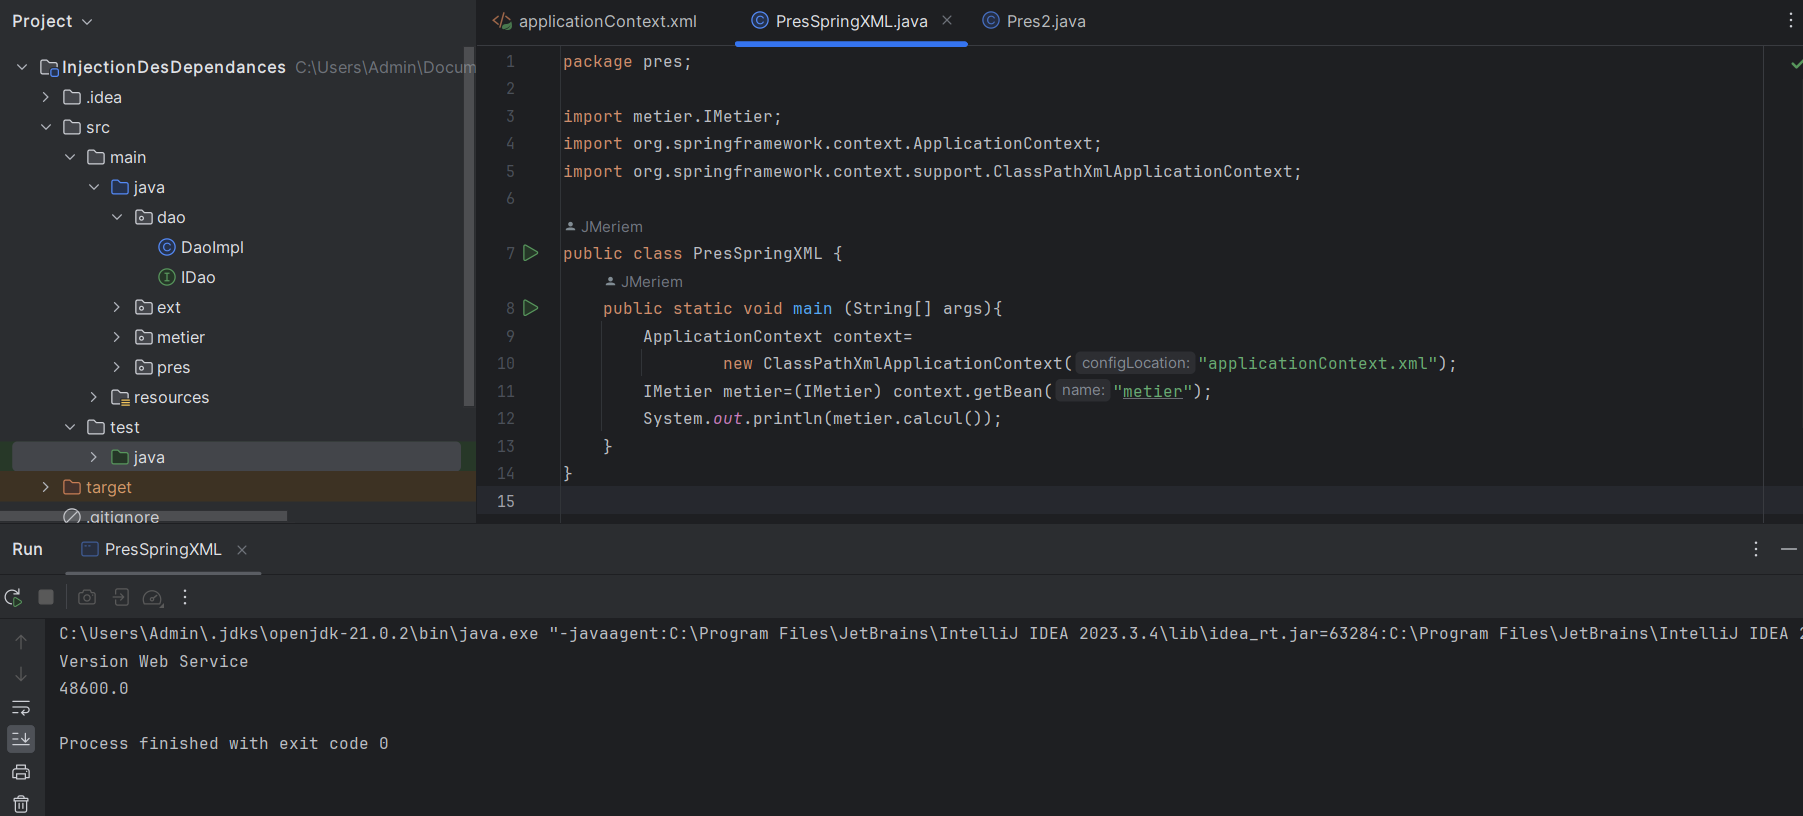 Project
InjectionDesDependances C:\Users\Admin\Docum
.idea
src
main
java
dao
DaoImpl
IDao
ext
metier
pres
resources
test
java
target
.gitignore
applicationContext.xml
PresSpringXML.java
Pres2.java
1 package pres;
2
3 import metier.IMetier;
4 import org.springframework.context.ApplicationContext;
5 import org.springframework.context.support.ClassPathXmlApplicationContext;
6
JMeriem
7 public class PresSpringXML {
JMeriem
8 public static void main (String[] args){
9 ApplicationContext context=
10 new ClassPathXmlApplicationContext( configLocation: "applicationContext.xml");
11 IMetier metier=(IMetier) context.getBean( name: "metier");
12 System.out.println(metier.calcul());
13 }
14 }
15
Run PresSpringXML
C:\Users\Admin\.jdks\openjdk-21.0.2\bin\java.exe "-javaagent:C:\Program Files\JetBrains\IntelliJ IDEA 2023.3.4\lib\idea_rt.jar=63284:C:\Program Files\JetBrains\IntelliJ IDEA 2
Version Web Service
48600.0
Process finished with exit code 0